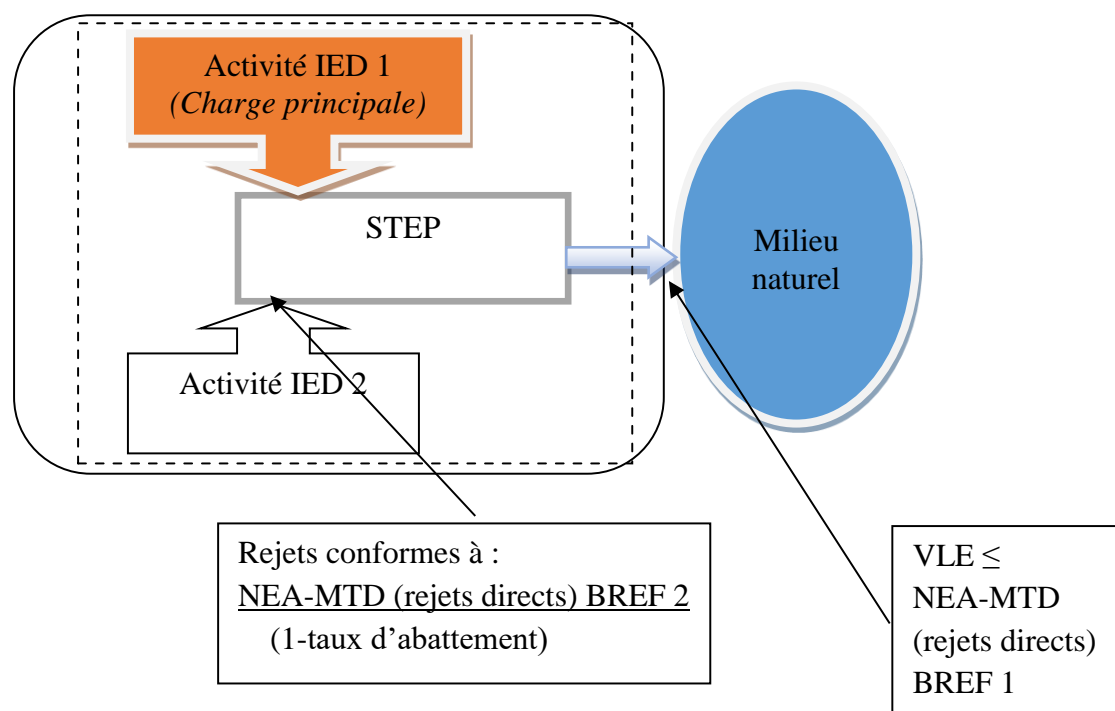 Activité IED 1
(Charge principale)
STEP
Milieu
naturel
Activité IED 2
Rejets conformes à :
NEA-MTD (rejets directs) BREF 2
(1-taux d'abattement)
VLE ≤
NEA-MTD
(rejets directs)
BREF 1